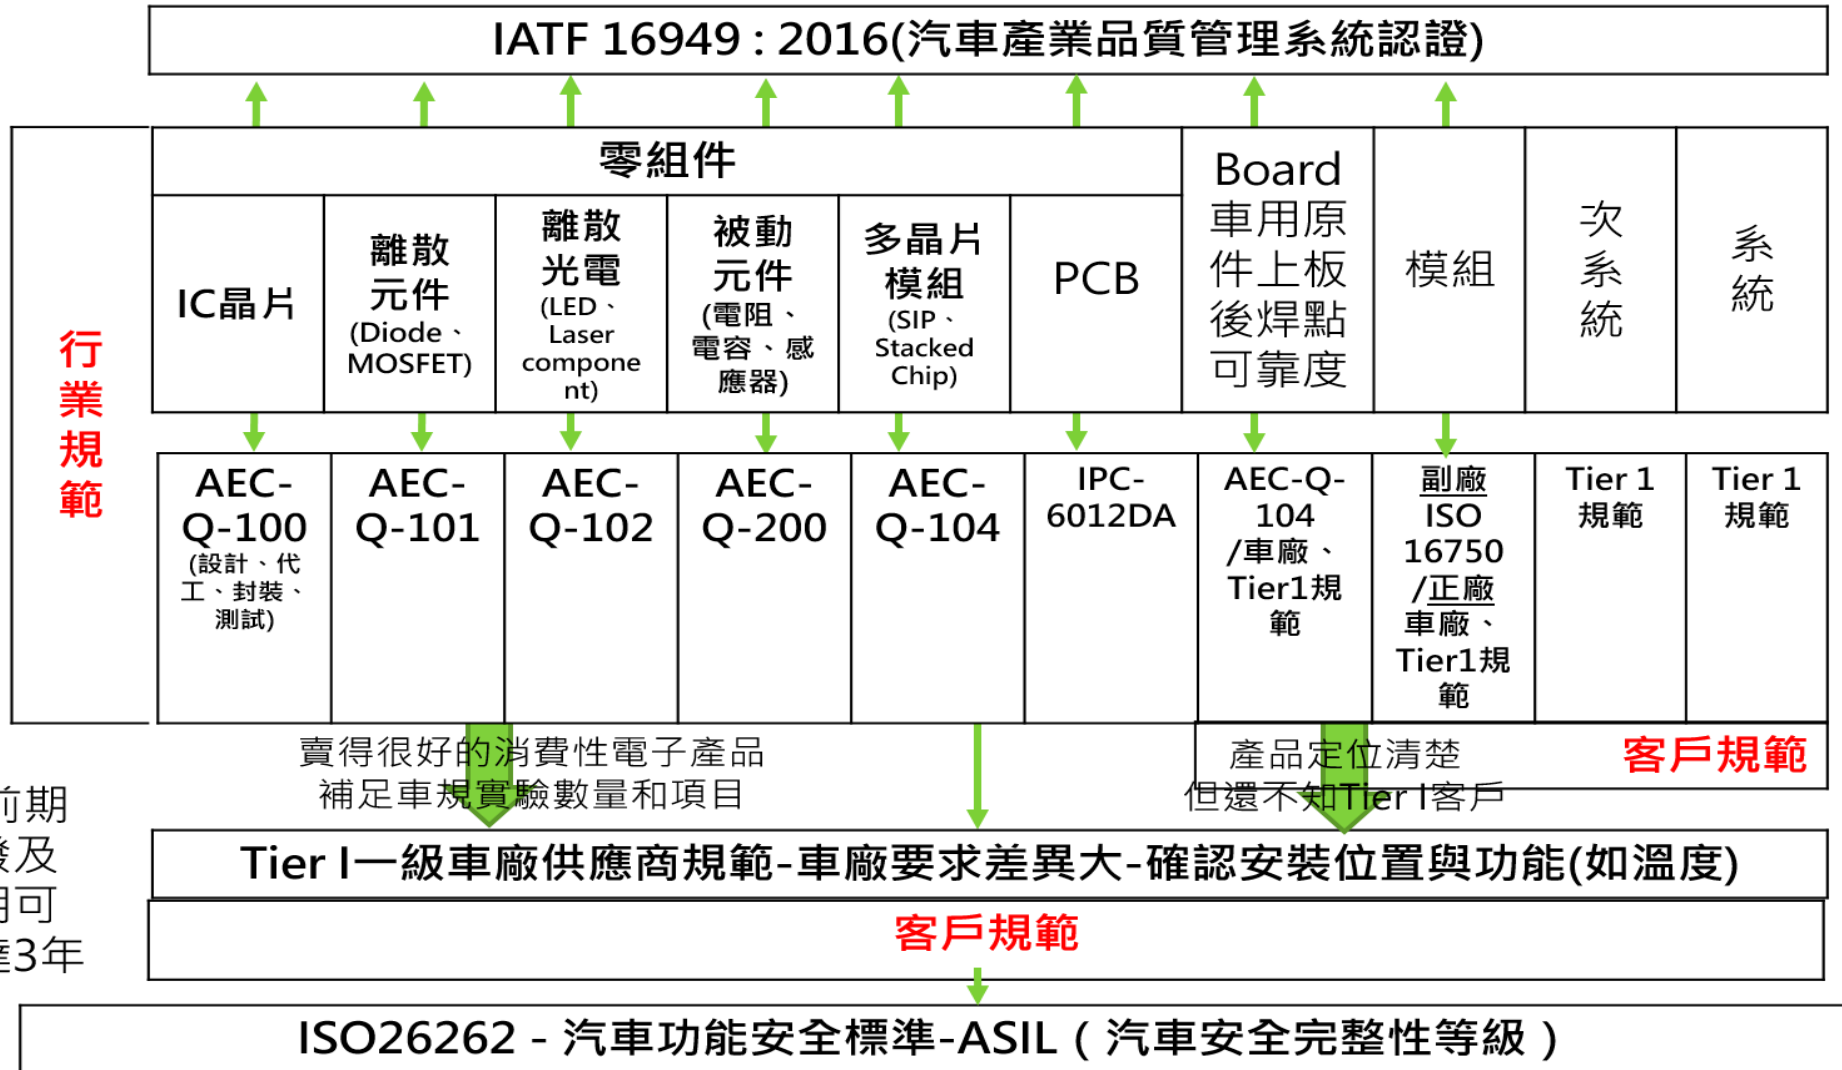 IATF 16949 : 2016(汽車產業品質管理系統認證)
行
業
規
範
零組件
IC晶片
離散
元件
(Diode、
MOSFET)
離散
光電
(LED、
Laser
compone
nt)
被動
元件
(電阻、
電容、感
應器)
多晶片
模組
(SIP、
Stacked
Chip)
PCB
Board
車用原
件上板
後焊點
可靠度
模組
次
系
統
系
統
AEC-
Q-100
(設計、代
工、封裝、
測試)
AEC-
Q-101
AEC-
Q-102
AEC-
Q-200
AEC-
Q-104
IPC-
6012DA
AEC-Q-
104
/車廠、
Tier1規
範
副廠
ISO
16750
/正廠
車廠、
Tier1規
範
Tier 1
規範
Tier 1
規範
賣得很好的消費性電子產品
補足車規實驗數量和項目
產品定位清楚
但還不知Tier I客戶
客戶規範
前期
及
可
3年
Tier I一級車廠供應商規範-車廠要求差異大-確認安裝位置與功能(如溫度)
客戶規範
ISO26262 - 汽車功能安全標準-ASIL（汽車安全完整性等級）